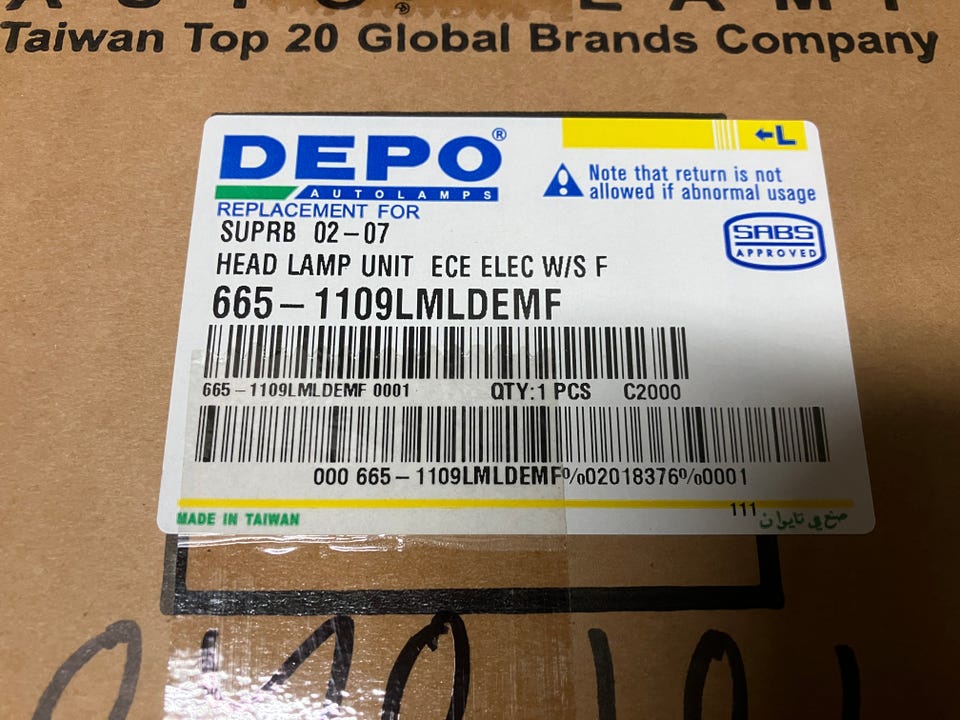 Taiwan Top 20 Global Brands Company
DEPO®
AUTOLAMPS
←L
Note that return is not
allowed if abnormal usage
REPLACEMENT FOR
SUPRB 02-07
SABS
APPROVED
HEAD LAMP UNIT ECE ELEC W/S F
665-1109LMLDEMF
665-1109LMLDEMF 0001 QTY:1 PCS C2000
000 665-1109LMLDEMF%02018376%0001
MADE IN TAIWAN
111 صنع في تايوان